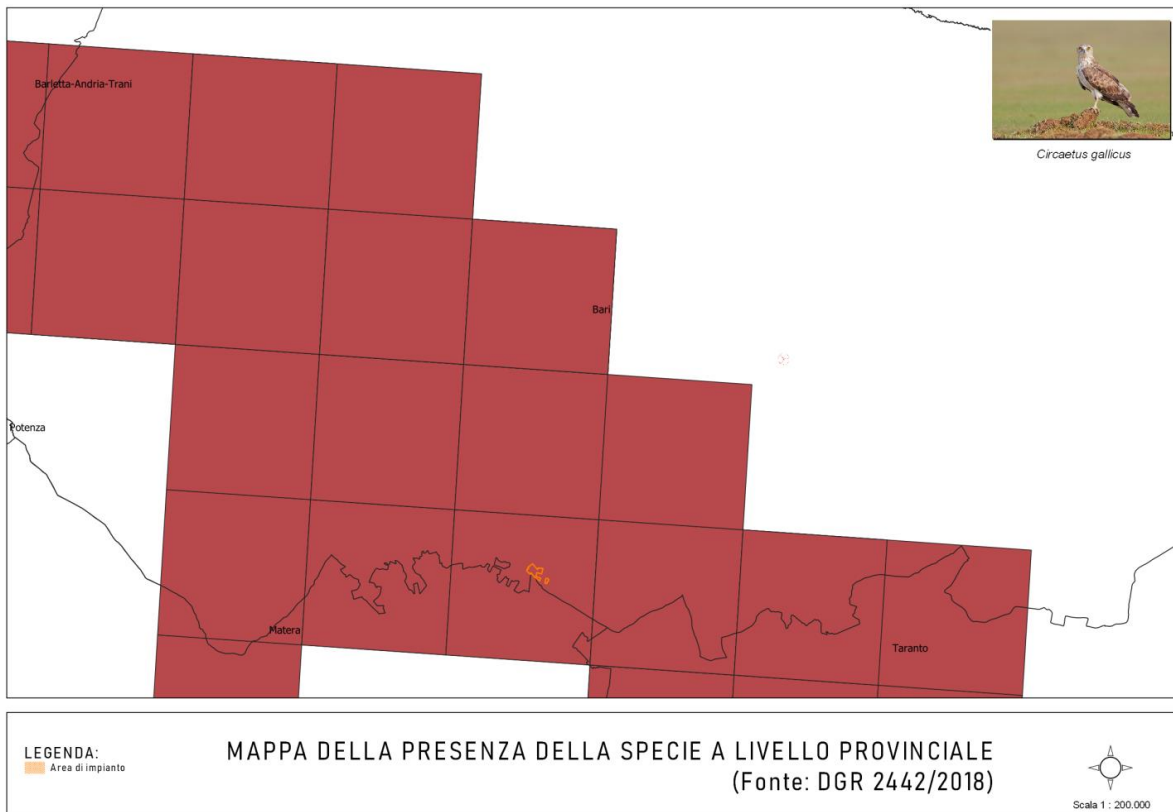 Barletta-Andria-Trani
Circaetus gallicus
Bari
Potenza
Matera
Taranto
LEGENDA:
Area di impianto
MAPPA DELLA PRESENZA DELLA SPECIE A LIVELLO PROVINCIALE
(Fonte: DGR 2442/2018)
Scala 1 : 200.000